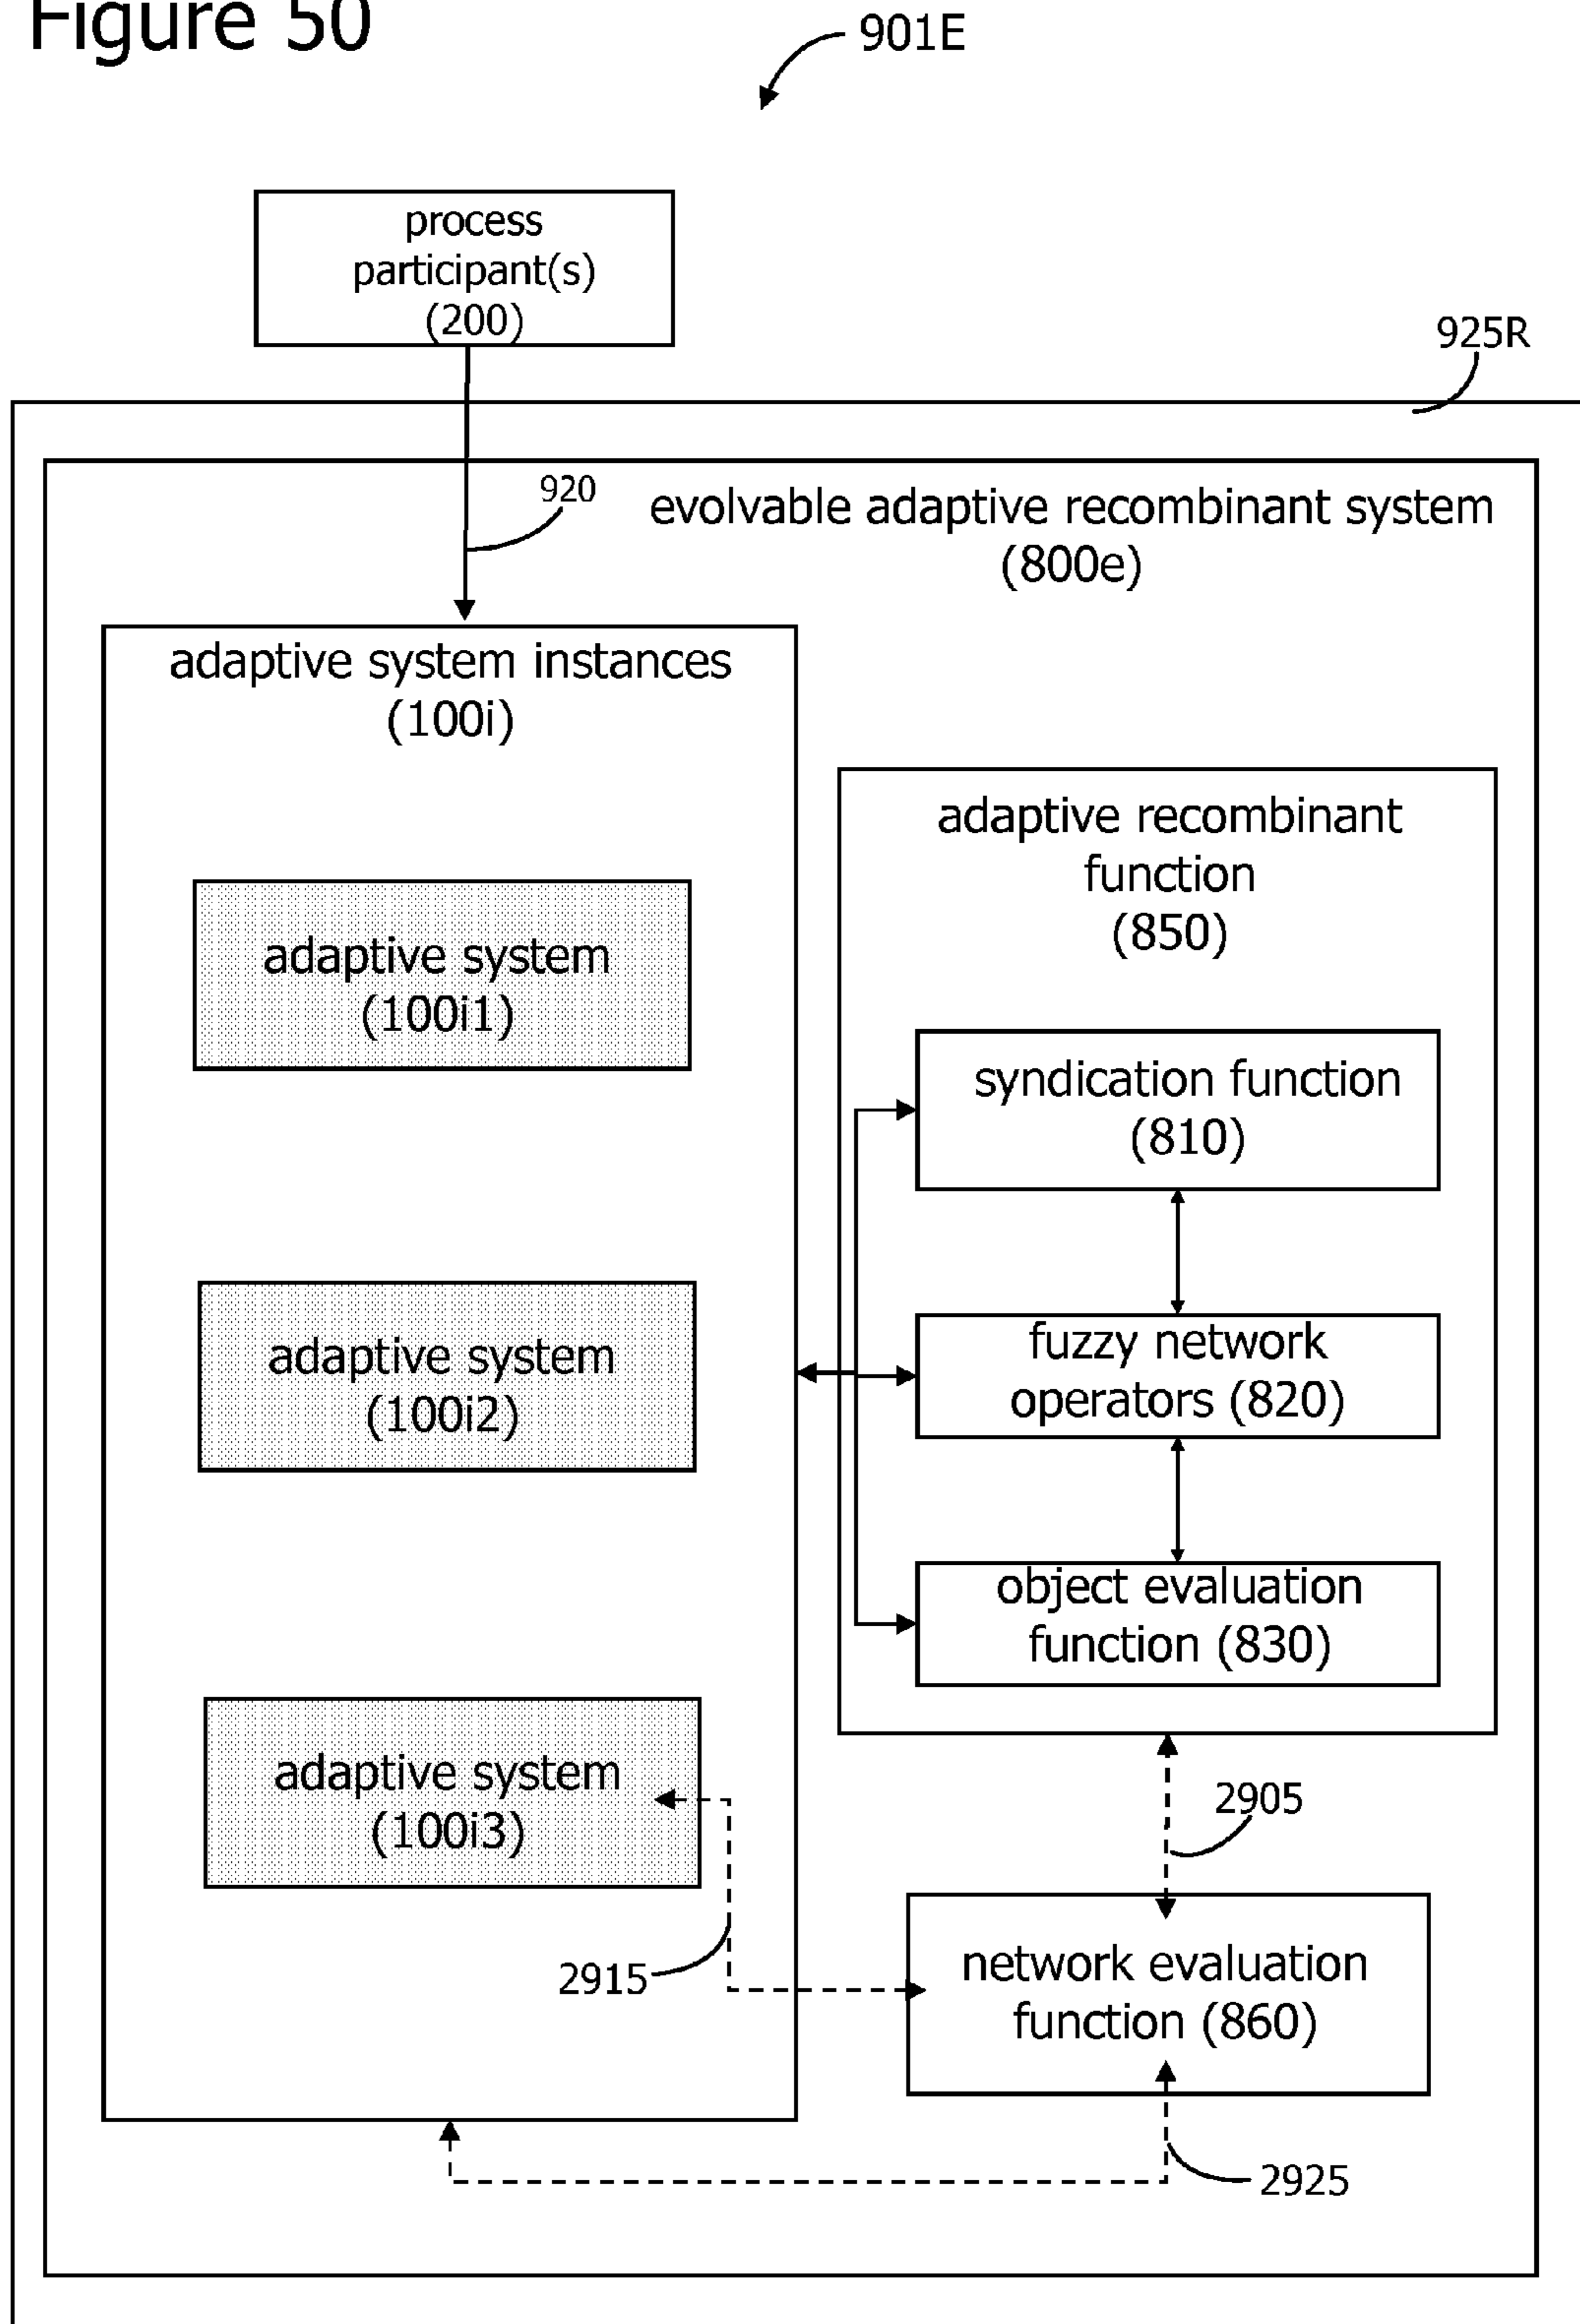 Figure 50
901E
process
participant(s)
(200)
925R
920
evolvable adaptive recombinant system
(800e)
adaptive system instances
(100i)
adaptive recombinant
function
(850)
adaptive system
(100i1)
syndication function
(810)
adaptive system
(100i2)
fuzzy network
operators (820)
object evaluation
function (830)
adaptive system
(100i3)
2905
2915
network evaluation
function (860)
2925